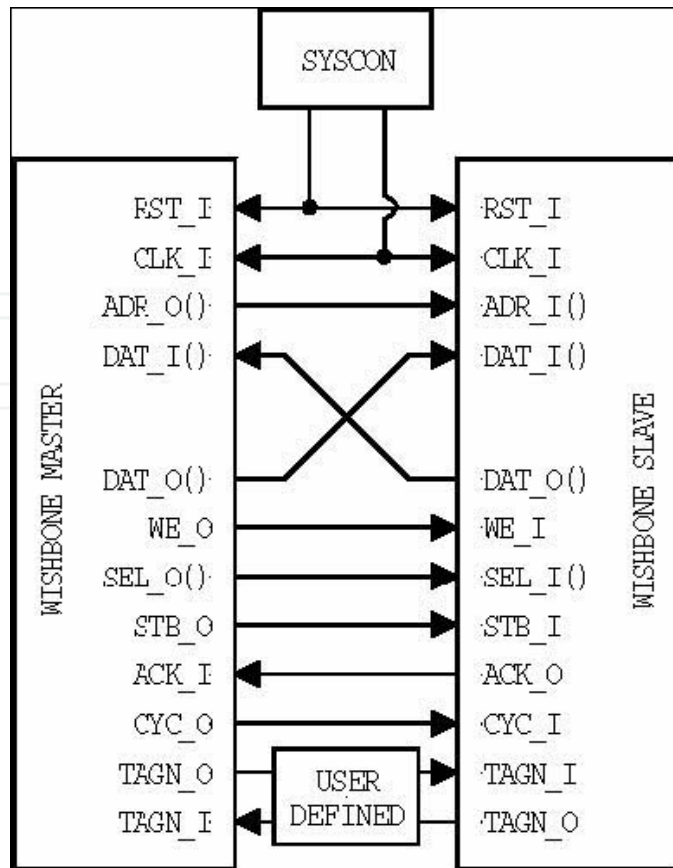 SYSCON
WISHBONE MASTER
RST_I
CLK_I
ADR_O()
DAT_I()
DAT_O()
WE_O
SEL_O()
STB_O
ACK_I
CYC_O
TAGN_O
TAGN_I
USER
DEFINED
RST_I
CLK_I
ADR_I()
DAT_I()
DAT_O()
WE_I
SEL_I()
STB_I
ACK_O
CYC_I
TAGN_I
TAGN_O
WISHBONE SLAVE